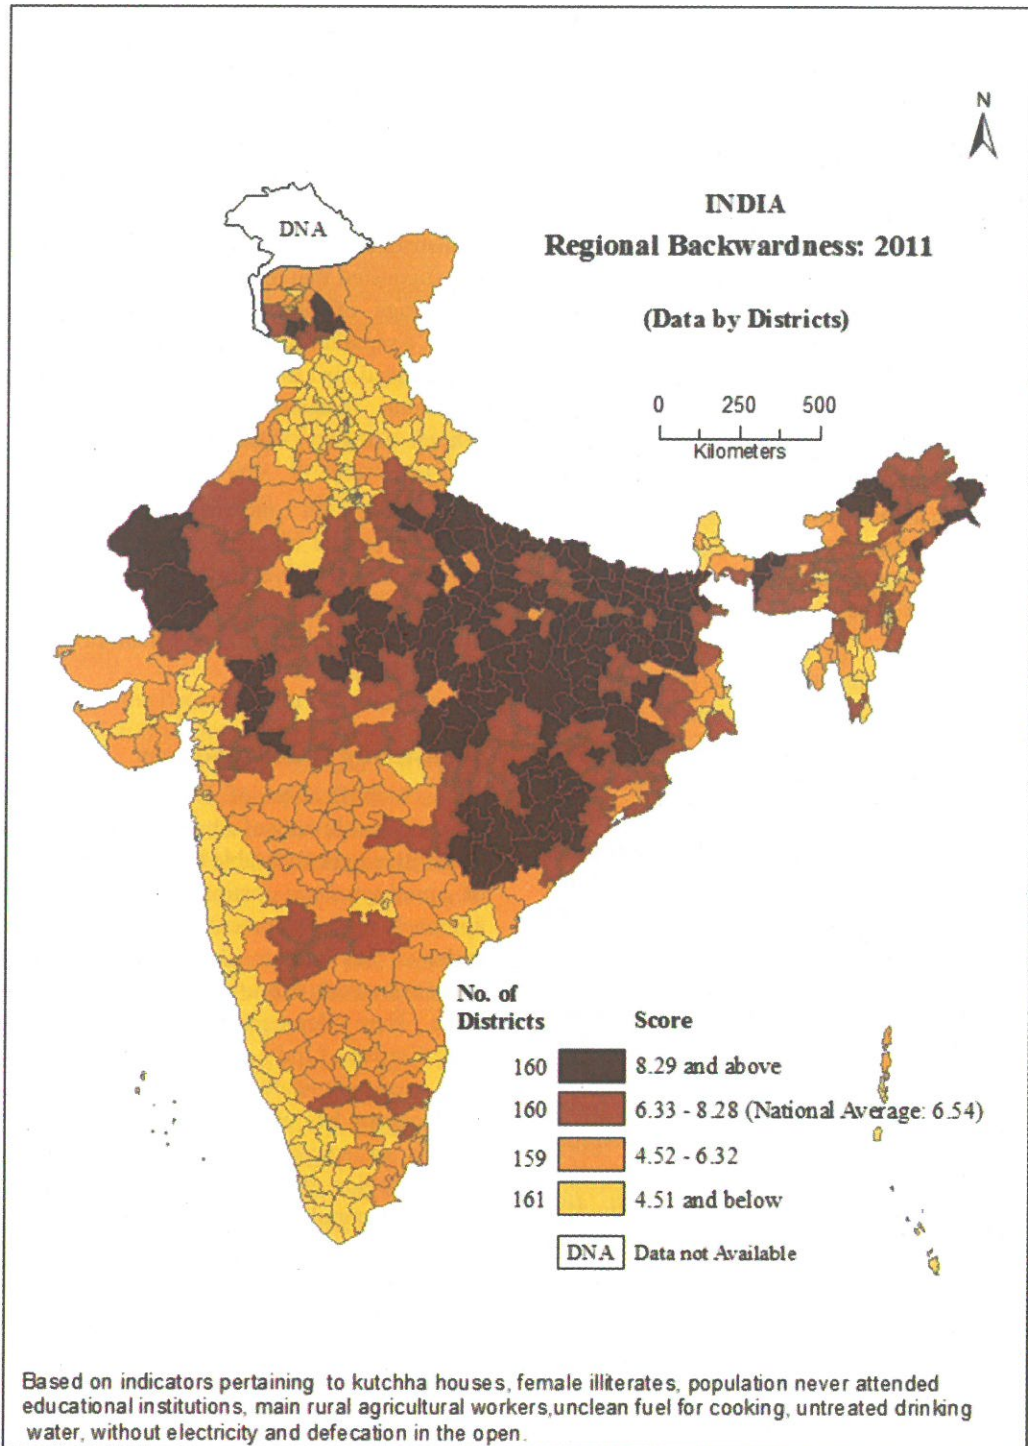 N
INDIA
Regional Backwardness: 2011
(Data by Districts)
0 250 500
Kilometers
DNA
No. of
Districts Score
160 8.29 and above
160 6.33 - 8.28 (National Average: 6.54)
159 4.52 - 6.32
161 4.51 and below
DNA Data not Available
Based on indicators pertaining to kutchha houses, female illiterates, population never attended
educational institutions, main rural agricultural workers,unclean fuel for cooking, untreated drinking
water, without electricity and defecation in the open.